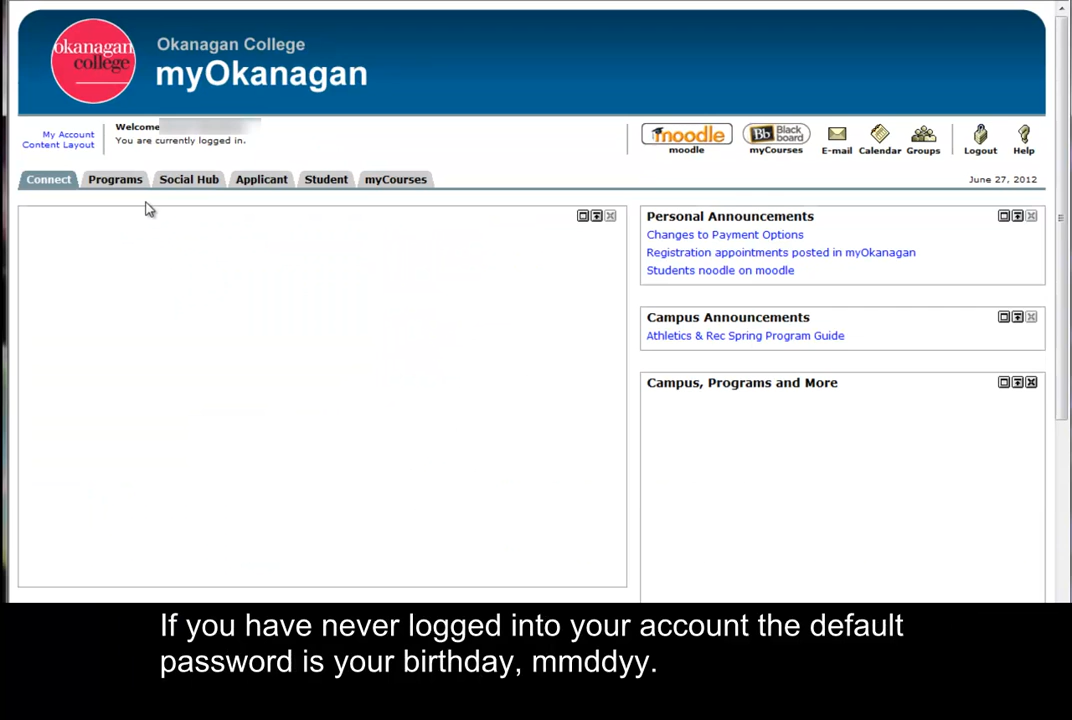 okanagan
college
Okanagan College
myOkanagan
My Account
Content Layout
Welcome
You are currently logged in.
moodle
moodle
Bb Black board
myCourses
E-mail
Calendar
Groups
Logout
Help
Connect
Programs
Social Hub
Applicant
Student
myCourses
June 27, 2012
Personal Announcements
Changes to Payment Options
Registration appointments posted in myOkanagan
Students noodle on moodle
Campus Announcements
Athletics & Rec Spring Program Guide
Campus, Programs and More
If you have never logged into your account the default
password is your birthday, mmddyy.